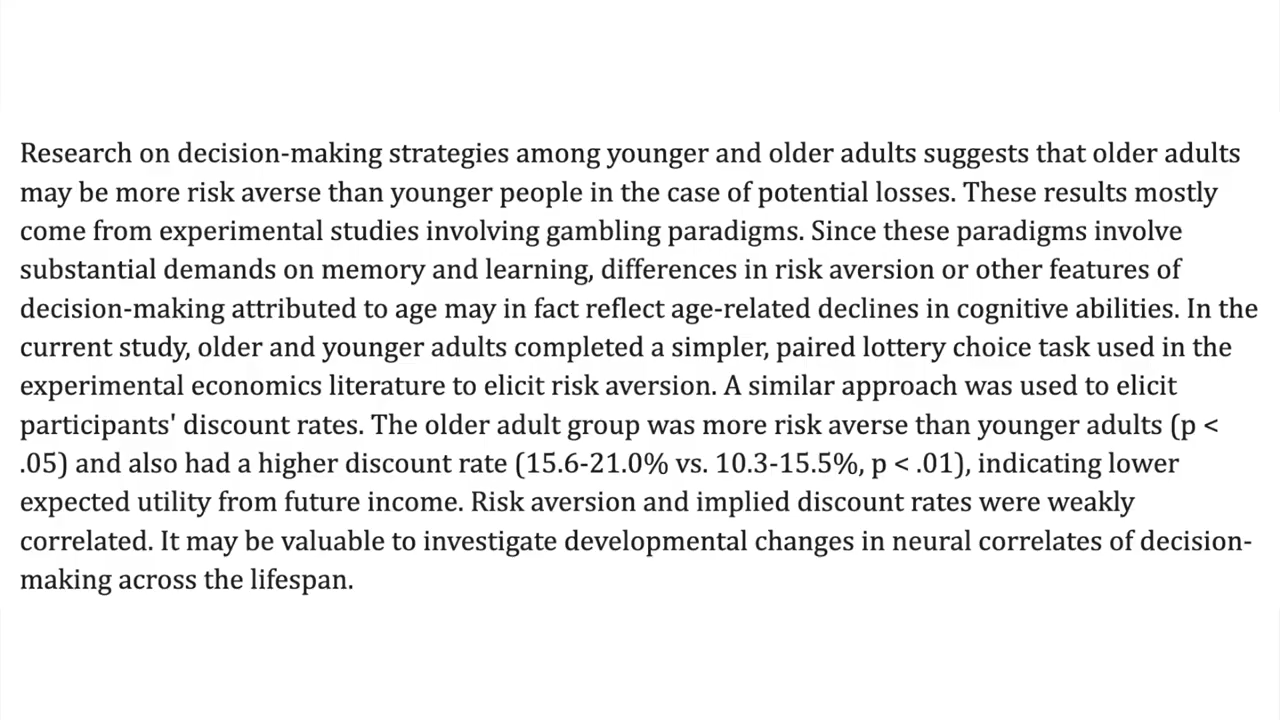 Research on decision-making strategies among younger and older adults suggests that older adults
may be more risk averse than younger people in the case of potential losses. These results mostly
come from experimental studies involving gambling paradigms. Since these paradigms involve
substantial demands on memory and learning, differences in risk aversion or other features of
decision-making attributed to age may in fact reflect age-related declines in cognitive abilities. In the
current study, older and younger adults completed a simpler, paired lottery choice task used in the
experimental economics literature to elicit risk aversion. A similar approach was used to elicit
participants' discount rates. The older adult group was more risk averse than younger adults (p <
.05) and also had a higher discount rate (15.6-21.0% vs. 10.3-15.5%, p < .01), indicating lower
expected utility from future income. Risk aversion and implied discount rates were weakly
correlated. It may be valuable to investigate developmental changes in neural correlates of decision-
making across the lifespan.